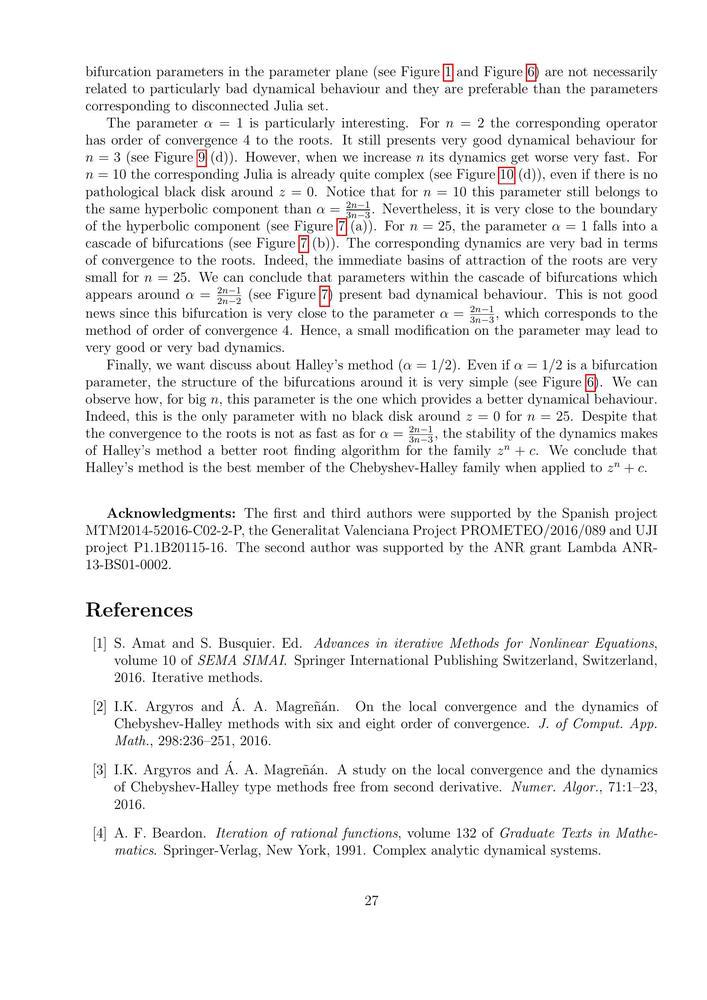 bifurcation parameters in the parameter plane (see Figure 1 and Figure 6) are not necessarily
related to particularly bad dynamical behaviour and they are preferable than the parameters
corresponding to disconnected Julia set.
The parameter α = 1 is particularly interesting. For n = 2 the corresponding operator
has order of convergence 4 to the roots. It still presents very good dynamical behaviour for
n = 3 (see Figure 9 (d)). However, when we increase n its dynamics get worse very fast. For
n = 10 the corresponding Julia is already quite complex (see Figure 10 (d)), even if there is no
pathological black disk around z = 0. Notice that for n = 10 this parameter still belongs to
the same hyperbolic component than α = \frac{2n−1}{3n−3}. Nevertheless, it is very close to the boundary
of the hyperbolic component (see Figure 7 (a)). For n = 25, the parameter α = 1 falls into a
cascade of bifurcations (see Figure 7 (b)). The corresponding dynamics are very bad in terms
of convergence to the roots. Indeed, the immediate basins of attraction of the roots are very
small for n = 25. We can conclude that parameters within the cascade of bifurcations which
appears around α = \frac{2n−1}{2n−2} (see Figure 7) present bad dynamical behaviour. This is not good
news since this bifurcation is very close to the parameter α = \frac{2n−1}{3n−3}, which corresponds to the
method of order of convergence 4. Hence, a small modification on the parameter may lead to
very good or very bad dynamics.
Finally, we want discuss about Halley's method (α = 1/2). Even if α = 1/2 is a bifurcation
parameter, the structure of the bifurcations around it is very simple (see Figure 6). We can
observe how, for big n, this parameter is the one which provides a better dynamical behaviour.
Indeed, this is the only parameter with no black disk around z = 0 for n = 25. Despite that
the convergence to the roots is not as fast as for α = \frac{2n−1}{3n−3}, the stability of the dynamics makes
of Halley's method a better root finding algorithm for the family zⁿ + c. We conclude that
Halley's method is the best member of the Chebyshev-Halley family when applied to zⁿ + c.
Acknowledgments: The first and third authors were supported by the Spanish project
MTM2014-52016-C02-2-P, the Generalitat Valenciana Project PROMETEO/2016/089 and UJI
project P1.1B20115-16. The second author was supported by the ANR grant Lambda ANR-
13-BS01-0002.
References
[1] S. Amat and S. Busquier. Ed. Advances in iterative Methods for Nonlinear Equations,
volume 10 of SEMA SIMAI. Springer International Publishing Switzerland, Switzerland,
2016. Iterative methods.
[2] I.K. Argyros and Á. A. Magreñán. On the local convergence and the dynamics of
Chebyshev-Halley methods with six and eight order of convergence. J. of Comput. App.
Math., 298:236–251, 2016.
[3] I.K. Argyros and Á. A. Magreñán. A study on the local convergence and the dynamics
of Chebyshev-Halley type methods free from second derivative. Numer. Algor., 71:1–23,
2016.
[4] A. F. Beardon. Iteration of rational functions, volume 132 of Graduate Texts in Mathe-
matics. Springer-Verlag, New York, 1991. Complex analytic dynamical systems.
27